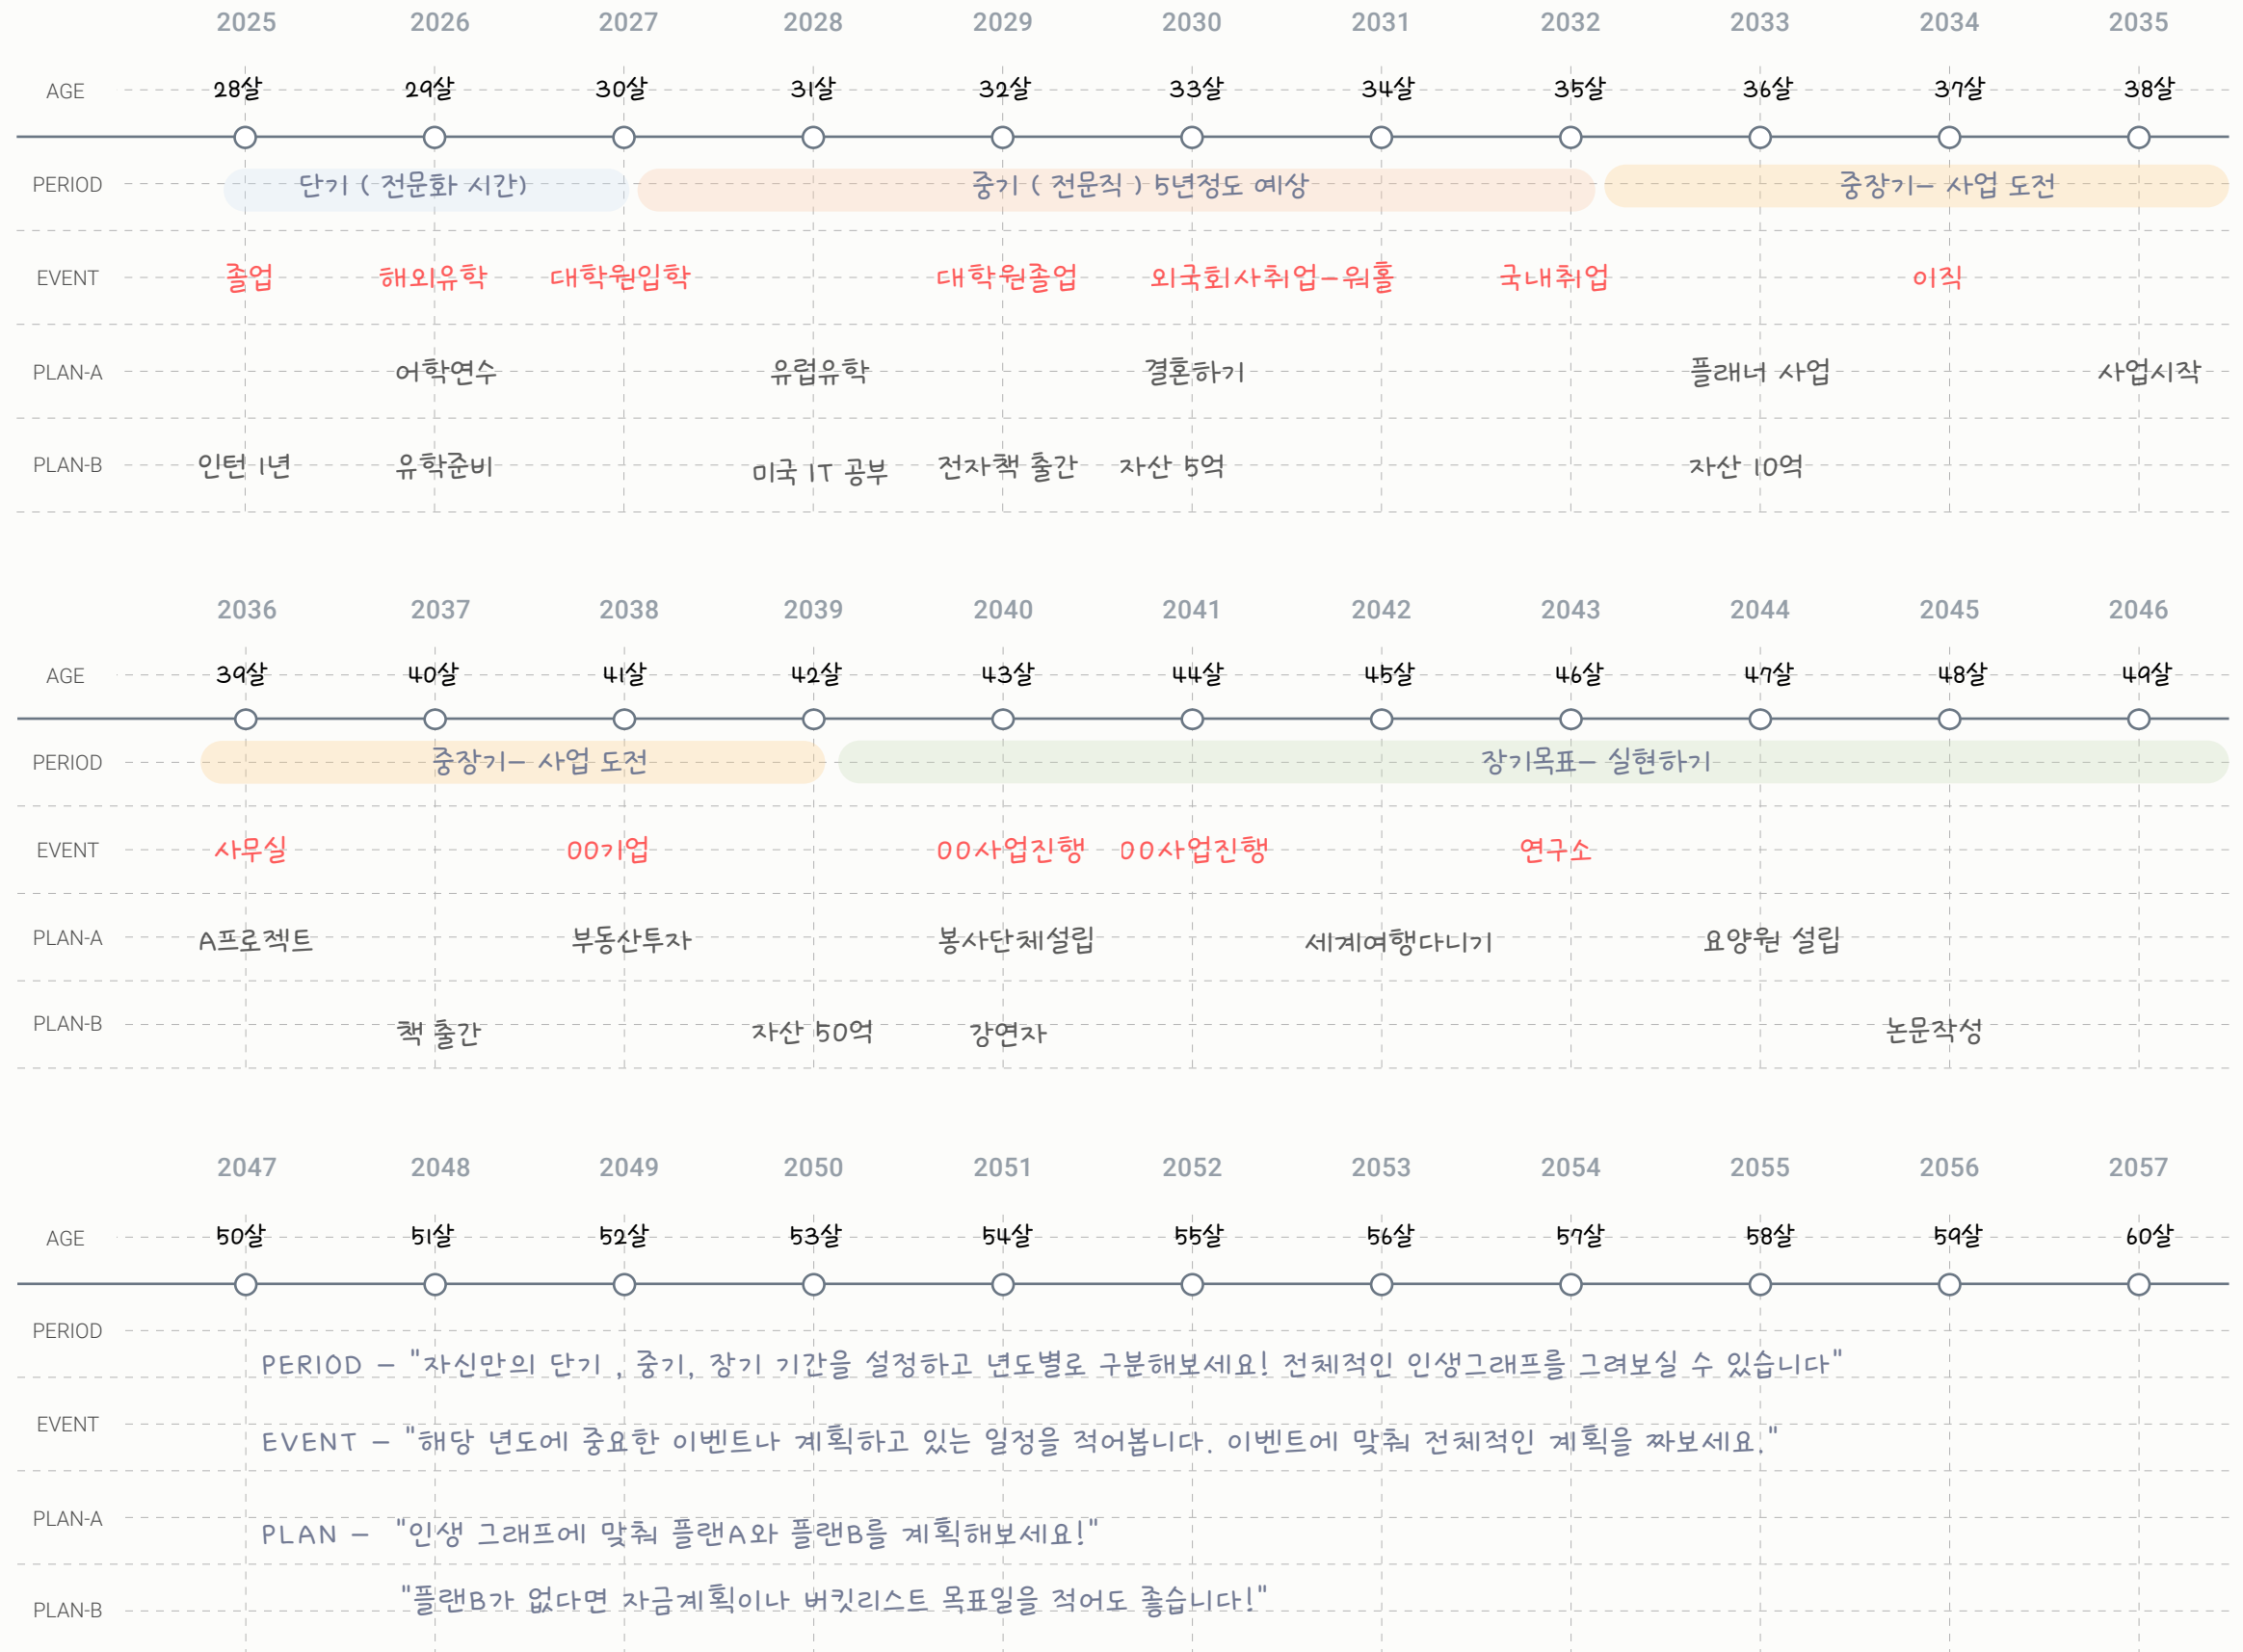 2025 2026 2027 2028 2029 2030 2031 2032 2033 2034 2035
AGE 28살 29살 30살 31살 32살 33살 34살 35살 36살 37살 38살
PERIOD 단기 ( 전문화 시간) 중기 ( 전문직 ) 5년정도 예상 중장기- 사업 도전
EVENT 졸업 해외유학 대학원입학 대학원졸업 외국회사취업-워홀 국내취업 이직
PLAN-A 어학연수 유럽유학 결혼하기 플래너 사업 사업시작
PLAN-B 인턴 1년 유학준비 미국 IT 공부 전자책 출간 자산 5억 자산 10억
2036 2037 2038 2039 2040 2041 2042 2043 2044 2045 2046
AGE 39살 40살 41살 42살 43살 44살 45살 46살 47살 48살 49살
PERIOD 중장기- 사업 도전 장기목표- 실현하기
EVENT 사무실 00기업 00사업진행 00사업진행 연구소
PLAN-A A프로젝트 부동산투자 봉사단체설립 세계여행다니기 요양원 설립
PLAN-B 책 출간 자산 50억 강연자 논문작성
2047 2048 2049 2050 2051 2052 2053 2054 2055 2056 2057
AGE 50살 51살 52살 53살 54살 55살 56살 57살 58살 59살 60살
PERIOD
PERIOD - "자신만의 단기 , 중기, 장기 기간을 설정하고 년도별로 구분해보세요! 전체적인 인생그래프를 그려보실 수 있습니다"
EVENT
EVENT - "해당 년도에 중요한 이벤트나 계획하고 있는 일정을 적어봅니다. 이벤트에 맞춰 전체적인 계획을 짜보세요."
PLAN-A
PLAN - "인생 그래프에 맞춰 플랜A와 플랜B를 계획해보세요!"
"플랜B가 없다면 자금계획이나 버킷리스트 목표일을 적어도 좋습니다!"
PLAN-B